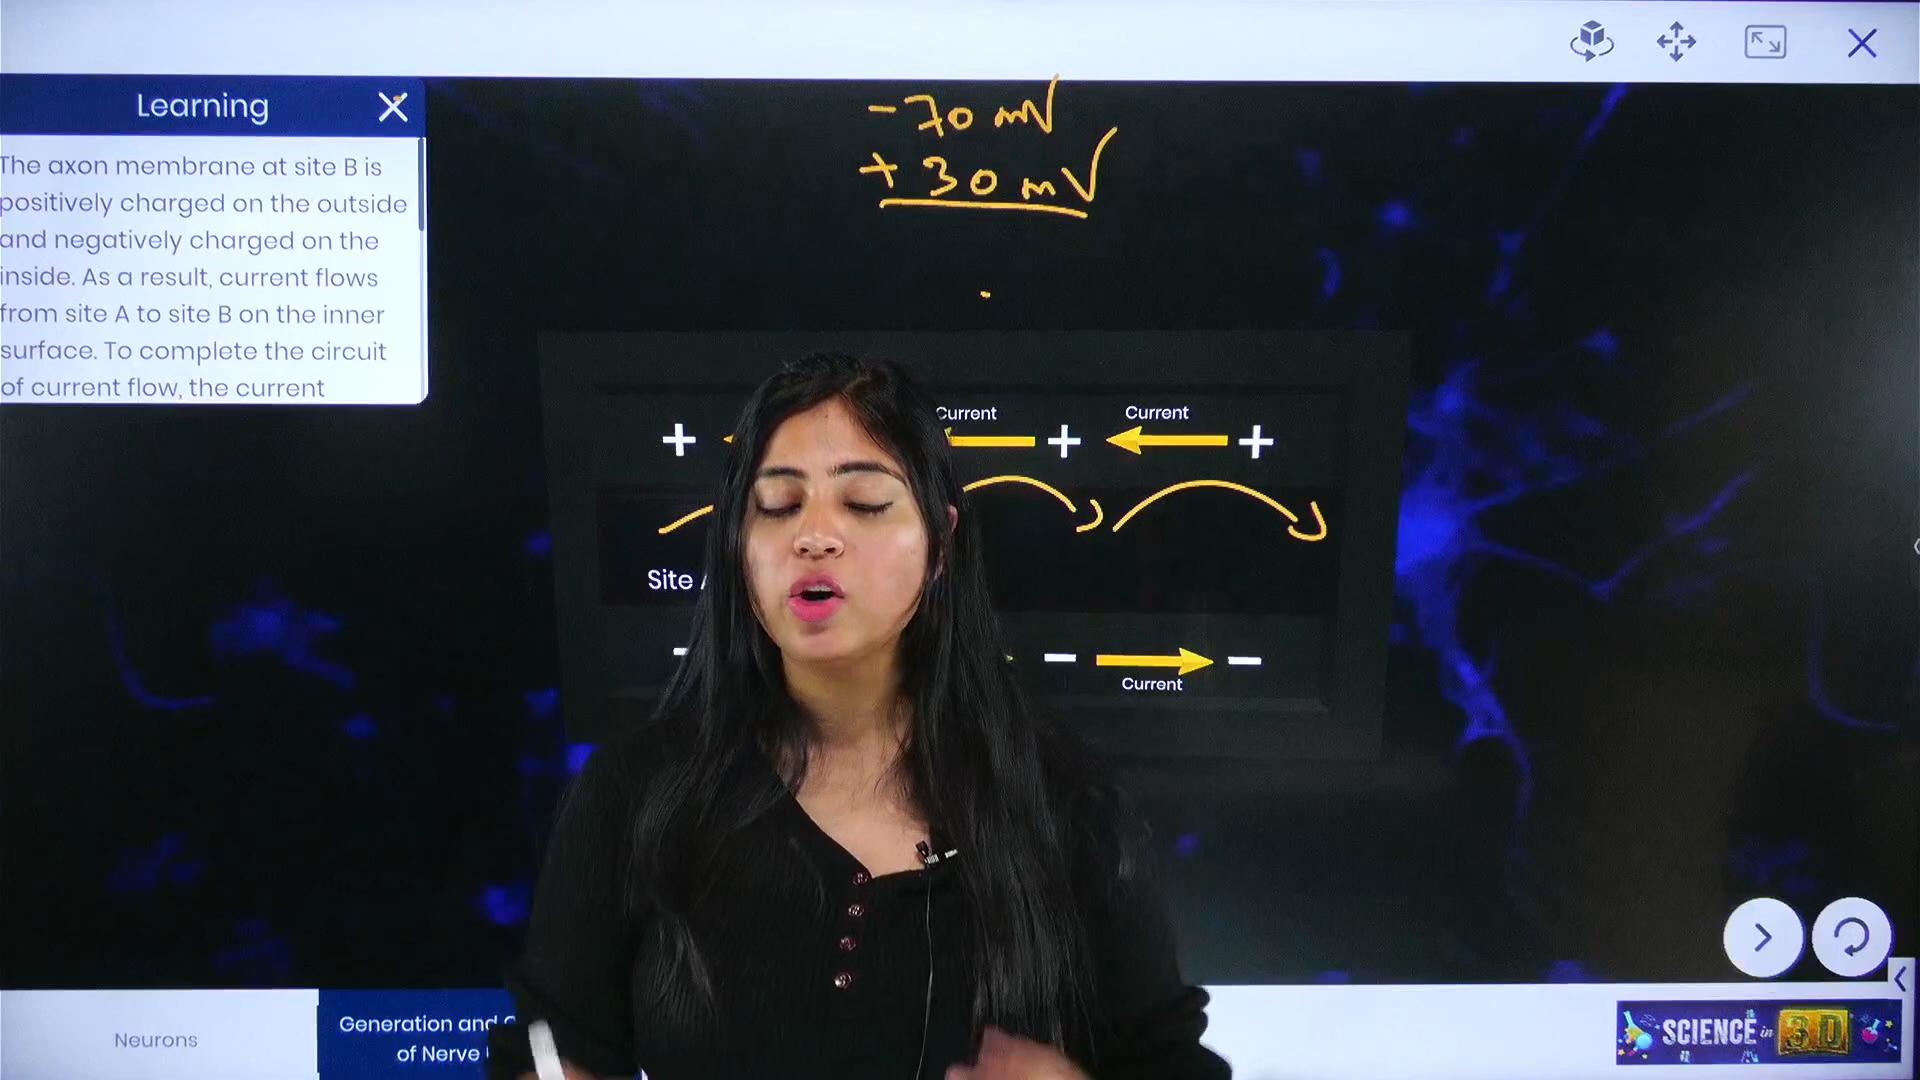 Learning
The axon membrane at site B is
positively charged on the outside
and negatively charged on the
inside. As a result, current flows
from site A to site B on the inner
surface. To complete the circuit
of current flow, the current
-70 mV
+30 mV
Current Current
+ + +
Site
- - -
Current
Neurons
Generation and
of Nerve
SCIENCE in 3D